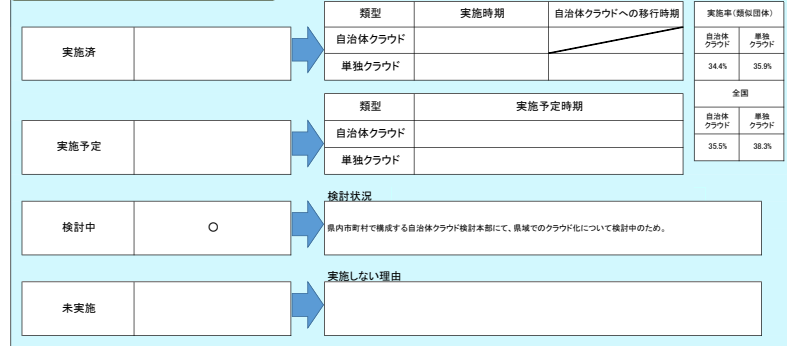 類型 実施時期 自治体クラウドへの移行時期
実施済
自治体クラウド
単独クラウド
実施率(類似団体)
自治体 単独
クラウド クラウド
34.4% 35.9%
全国
自治体 単独
クラウド クラウド
35.5% 38.3%
類型 実施予定時期
実施予定
自治体クラウド
単独クラウド
検討状況
検討中 〇
県内市町村で構成する自治体クラウド検討本部にて、県域でのクラウド化について検討中のため。
実施しない理由
未実施